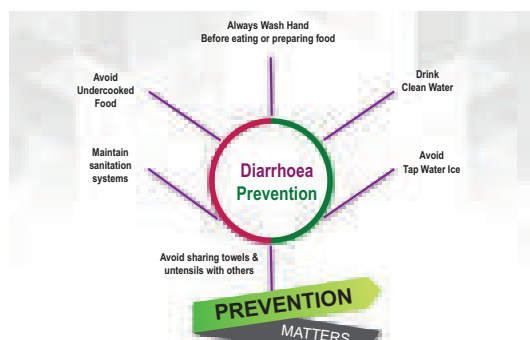 Always Wash Hand
Before eating or preparing food
Avoid
Undercooked
Food
Drink
Clean Water
Maintain
sanitation
systems
Diarrhoea
Prevention
Avoid
Tap Water Ice
Avoid sharing towels &
untensils with others
PREVENTION
MATTERS